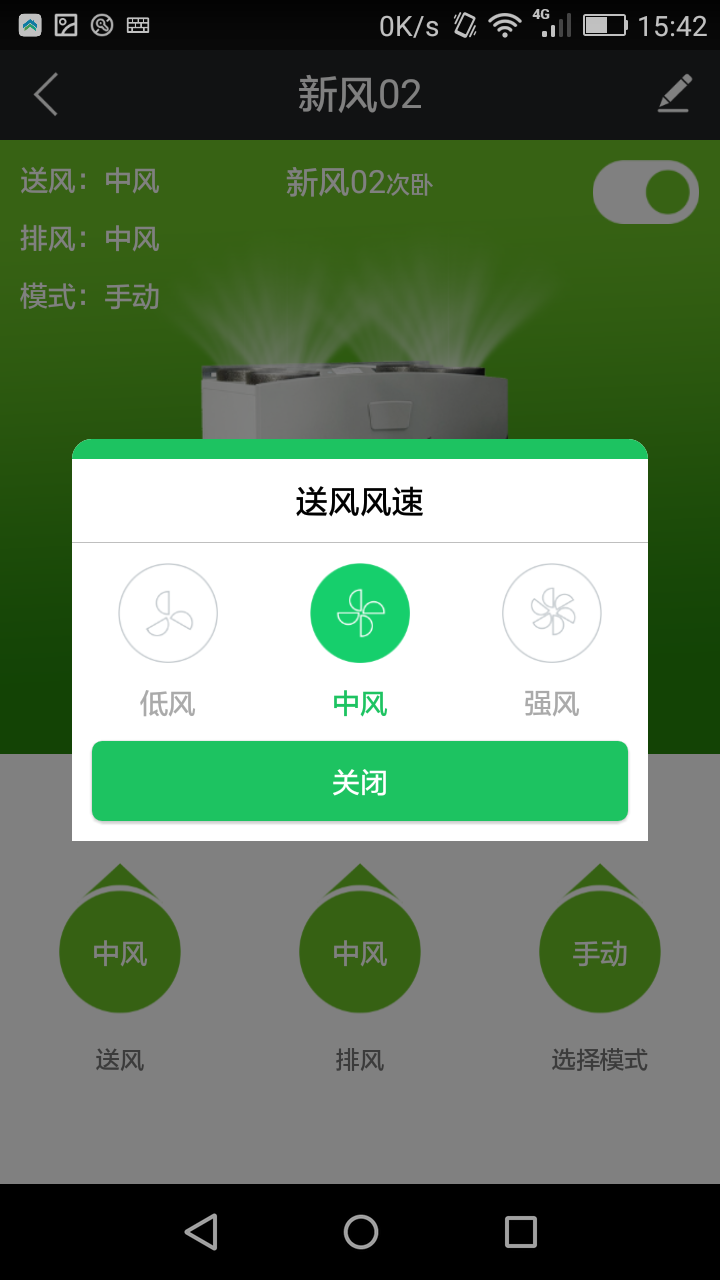 0K/s 4G 15:42
新风02
送风：中风
新风02次卧
排风：中风
模式：手动
送风风速
低风 中风 强风
关闭
中风 中风 手动
送风 排风 选择模式